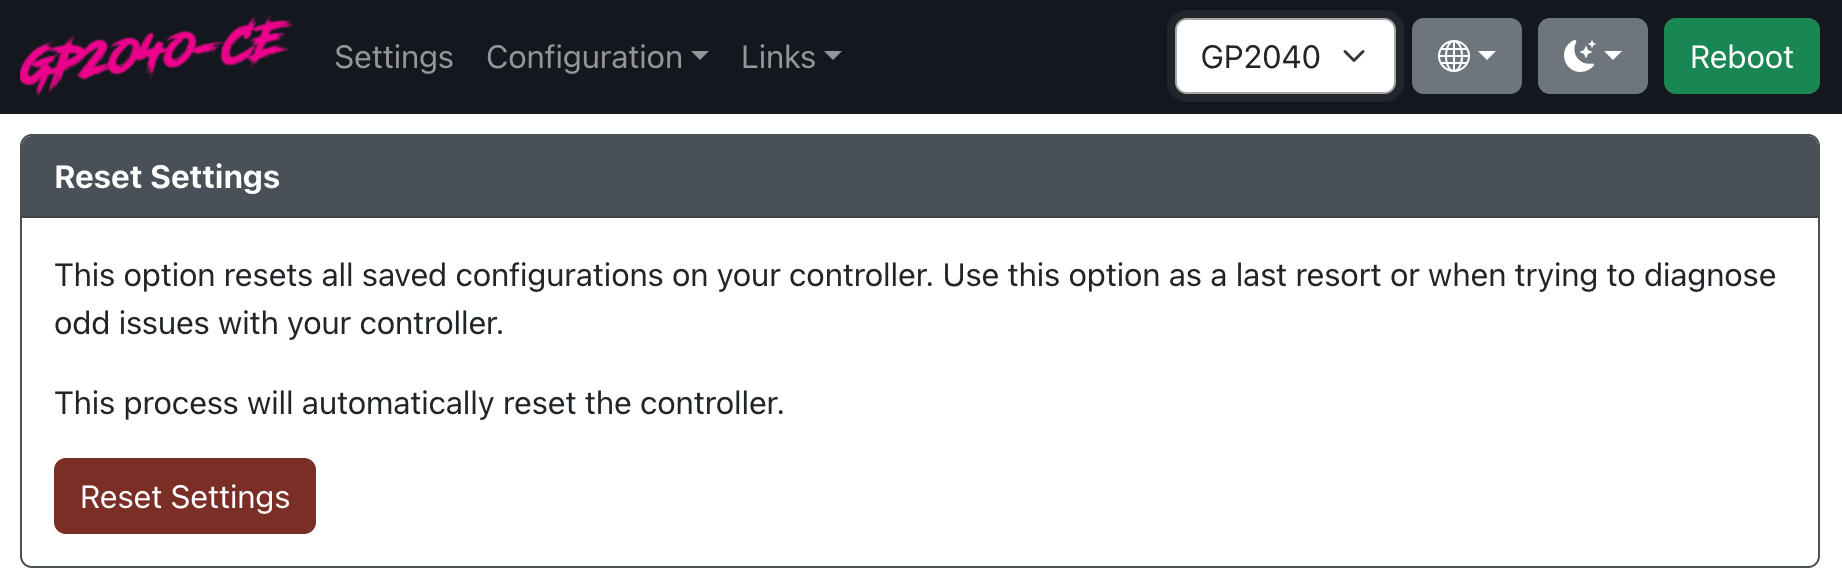 GP2040-CE
Settings Configuration Links GP2040 Reboot
Reset Settings
This option resets all saved configurations on your controller. Use this option as a last resort or when trying to diagnose
odd issues with your controller.
This process will automatically reset the controller.
Reset Settings